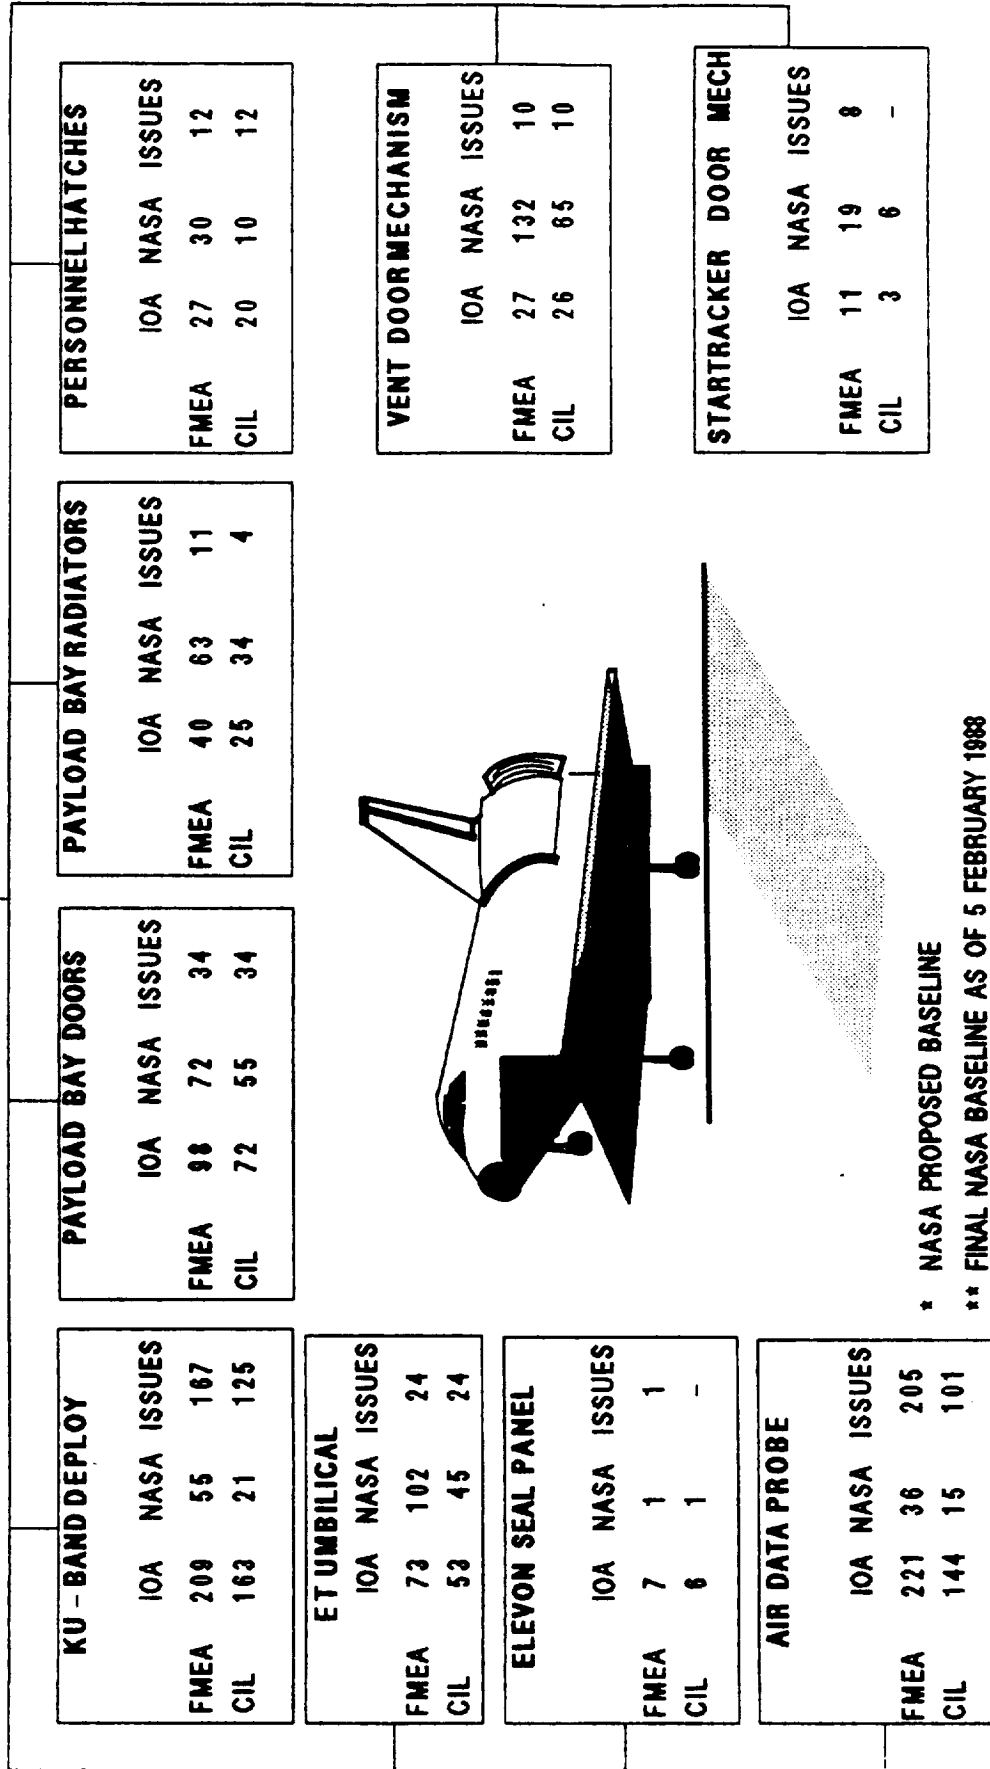 KU - BAND DEPLOY
IOA NASA ISSUES
FMEA 209 55 167
CIL 163 21 125
PAYLOAD BAY DOORS
IOA NASA ISSUES
FMEA 98 72 34
CIL 72 55 34
PAYLOAD BAY RADIATORS
IOA NASA ISSUES
FMEA 40 63 11
CIL 25 34 4
PERSONNEL HATCHES
IOA NASA ISSUES
FMEA 27 30 12
CIL 20 10 12
ET UMBILICAL
IOA NASA ISSUES
FMEA 73 102 24
CIL 53 45 24
VENT DOOR MECHANISM
IOA NASA ISSUES
FMEA 27 132 10
CIL 26 65 10
ELEVON SEAL PANEL
IOA NASA ISSUES
FMEA 7 1 1
CIL 6 1 -
STARTRACKER DOOR MECH
IOA NASA ISSUES
FMEA 11 19 8
CIL 3 6 -
AIR DATA PROBE
IOA NASA ISSUES
FMEA 221 36 205
CIL 144 15 101
* NASA PROPOSED BASELINE
** FINAL NASA BASELINE AS OF 5 FEBRUARY 1988